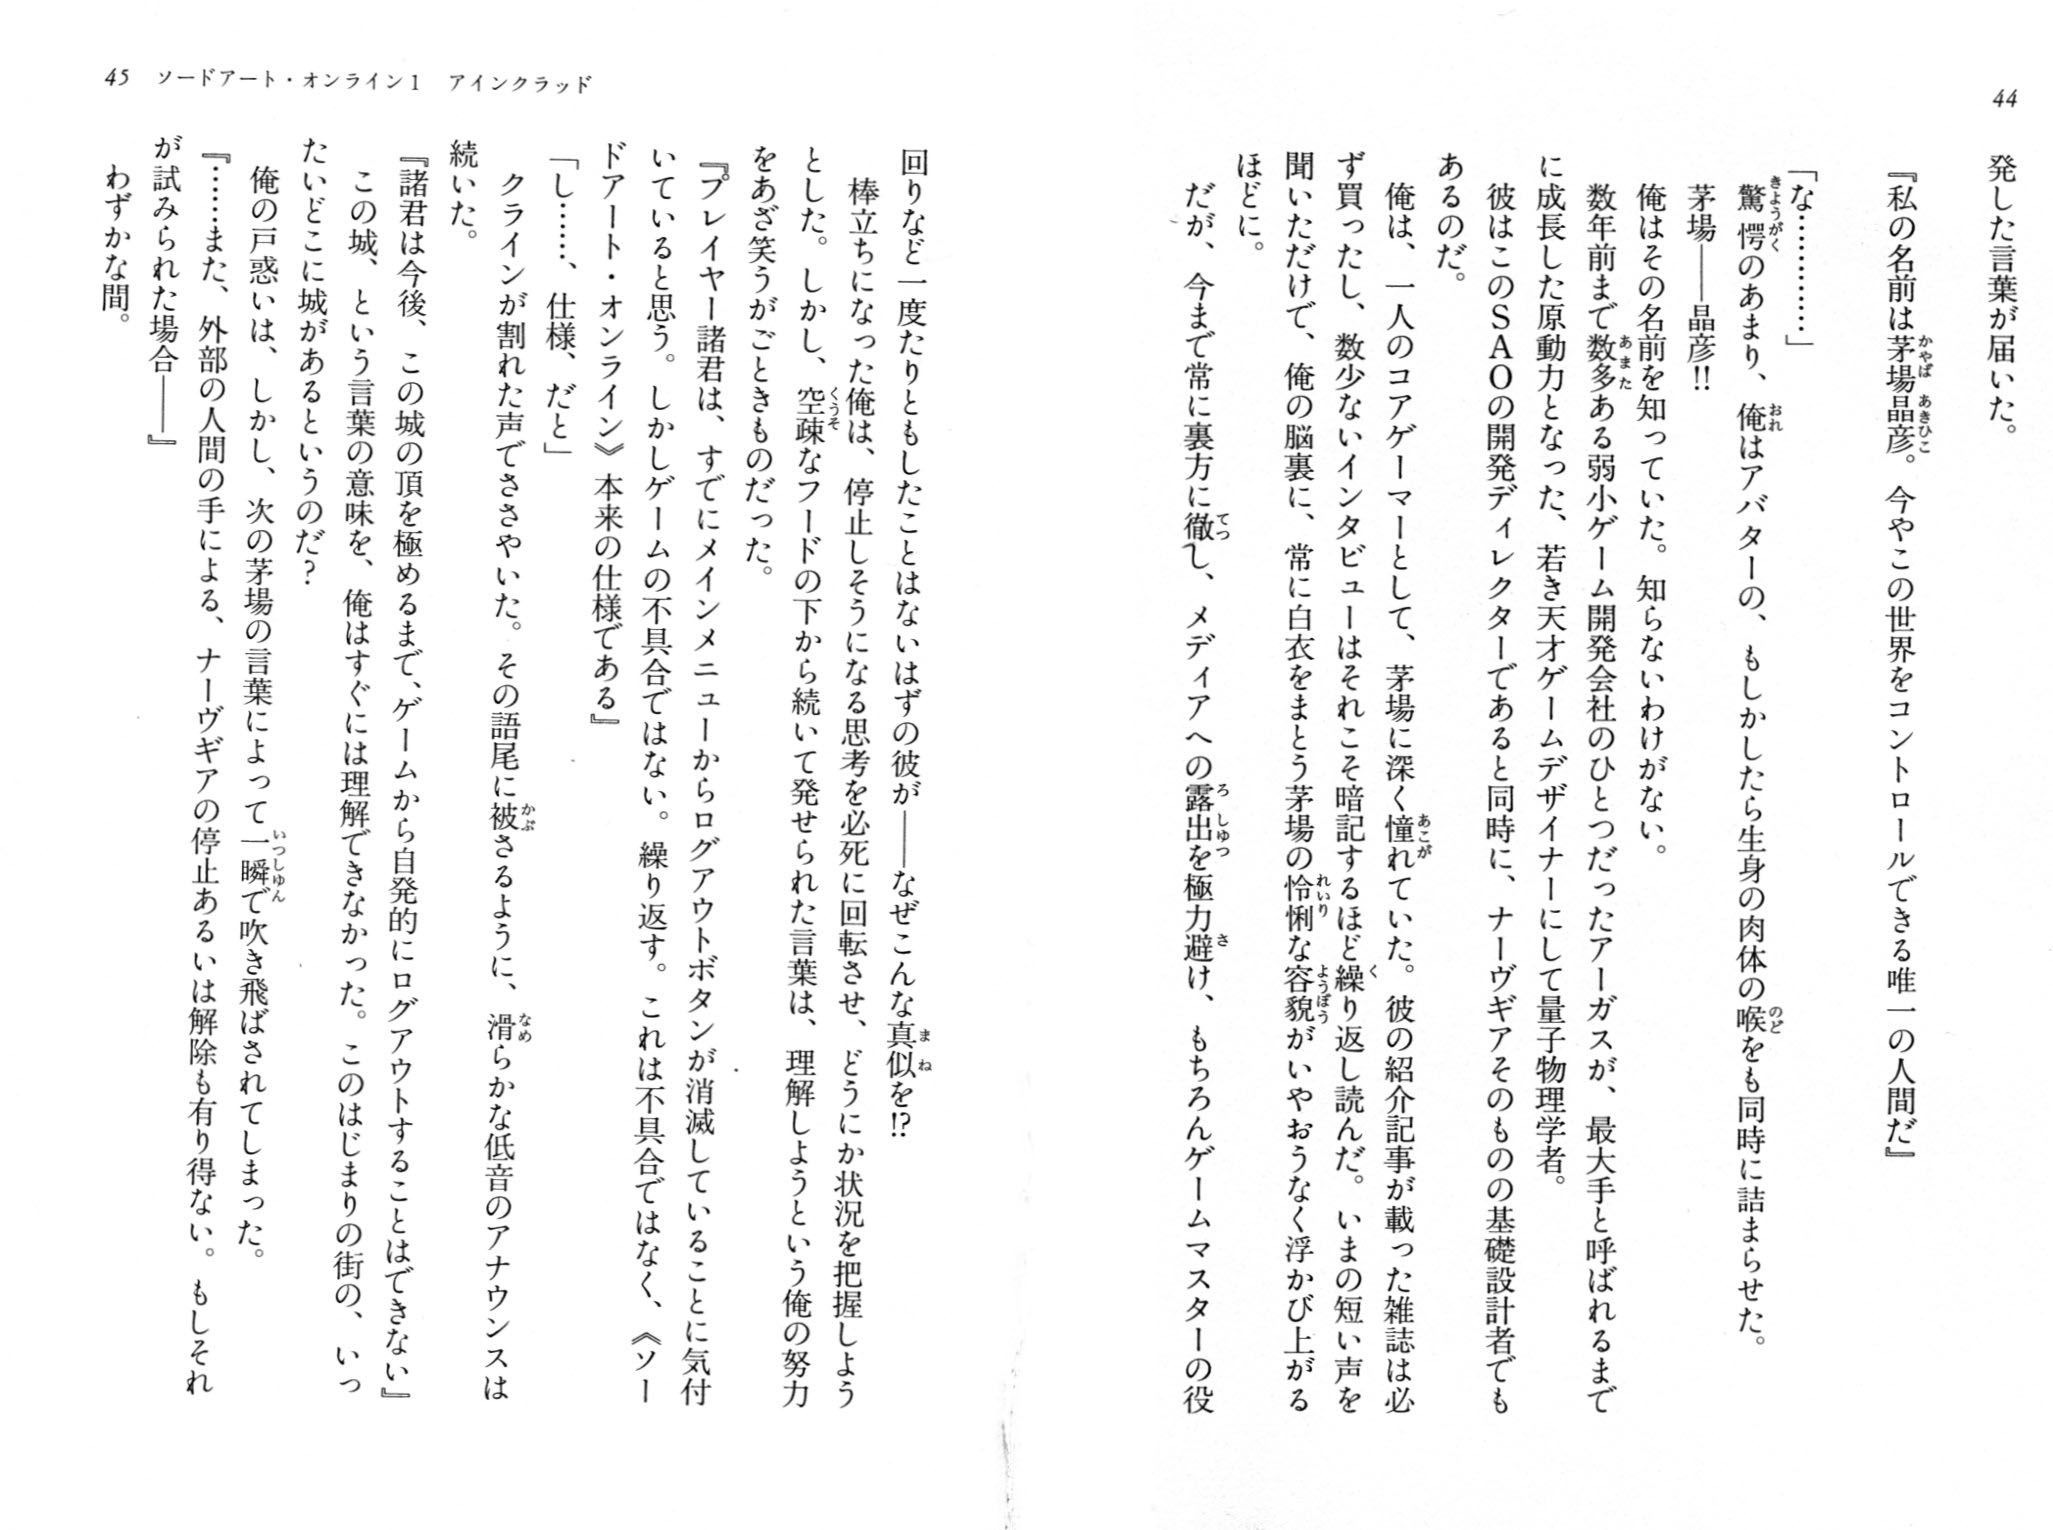 44
発した言葉が届いた。
『私の名前は茅場晶彦。今やこの世界をコントロールできる唯一の人間だ』
「な…………」
驚愕のあまり、俺はアバターの、もしかしたら生身の肉体の喉をも同時に詰まらせた。
茅場――晶彦!!
俺はその名前を知っていた。知らないわけがない。
数年前まで数多ある弱小ゲーム開発会社のひとつだったアーガスが、最大手と呼ばれるまで
に成長した原動力となった、若き天才ゲームデザイナーにして量子物理学者。
彼はこのSAOの開発ディレクターであると同時に、ナーヴギアそのものの基礎設計者でも
あるのだ。
俺は、一人のコアゲーマーとして、茅場に深く憧れていた。彼の紹介記事が載った雑誌は必
ず買ったし、数少ないインタビューはそれこそ暗記するほど繰り返し読んだ。いまの短い声を
聞いただけで、俺の脳裏に、常に白衣をまとう茅場の怜悧な容貌がいやおうなく浮かび上がる
ほどに。
だが、今まで常に裏方に徹し、メディアへの露出を極力避け、もちろんゲームマスターの役
45 ソードアート・オンライン1 アインクラッド
回りなど一度たりともしたことはないはずの彼が――なぜこんな真似を!?
棒立ちになった俺は、停止しそうになる思考を必死に回転させ、どうにか状況を把握しよう
とした。しかし、空疎なフードの下から続いて発せられた言葉は、理解しようという俺の努力
をあざ笑うがごときものだった。
『プレイヤー諸君は、すでにメインメニューからログアウトボタンが消滅していることに気付
いていると思う。しかしゲームの不具合ではない。繰り返す。これは不具合ではなく、《ソー
ドアート・オンライン》本来の仕様である』
「し……、仕様、だと」
クラインが割れた声でささやいた。その語尾に被さるように、滑らかな低音のアナウンスは
続いた。
『諸君は今後、この城の頂を極めるまで、ゲームから自発的にログアウトすることはできない』
この城、という言葉の意味を、俺はすぐには理解できなかった。このはじまりの街の、いっ
たいどこに城があるというのだ?
俺の戸惑いは、しかし、次の茅場の言葉によって一瞬で吹き飛ばされてしまった。
『……また、外部の人間の手による、ナーヴギアの停止あるいは解除も有り得ない。もしそれ
が試みられた場合――』
わずかな間。